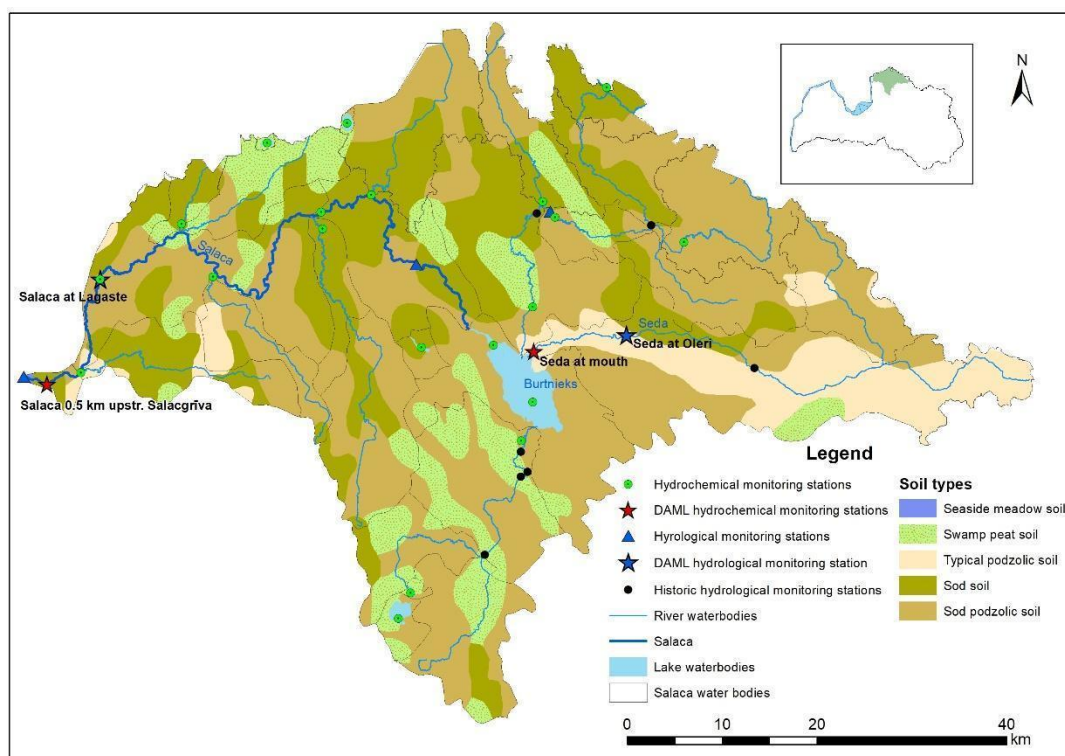 N
Salaca
Salaca at Lagaste
Seda
Seda at Oleri
Seda at mouth
Burtnieks
Salaca 0.5 km upstr. Salacgrīva
Legend
Hydrochemical monitoring stations
DAML hydrochemical monitoring stations
Hyrological monitoring stations
DAML hydrological monitoring station
Historic hydrological monitoring stations
River waterbodies
Salaca
Lake waterbodies
Salaca water bodies
Soil types
Seaside meadow soil
Swamp peat soil
Typical podzolic soil
Sod soil
Sod podzolic soil
0 10 20 40
km